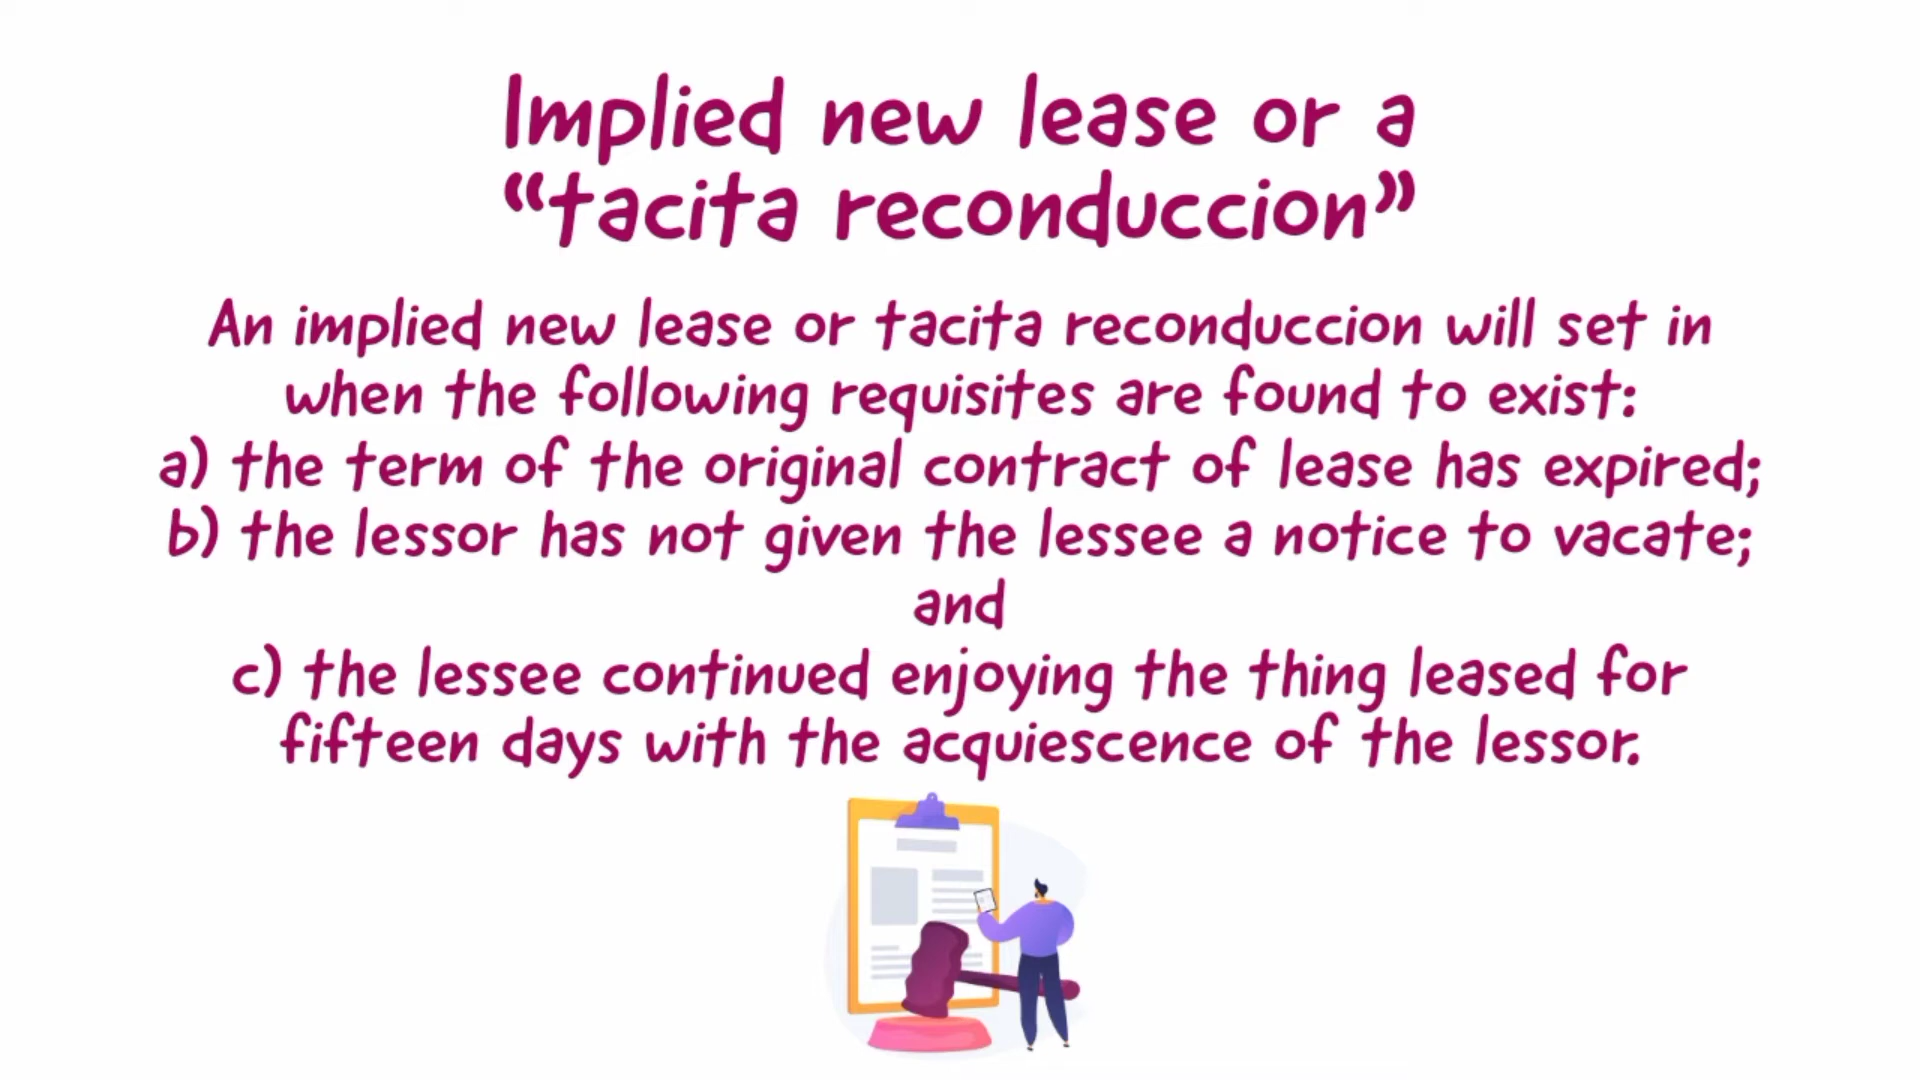 Implied new lease or a
“tacita reconduccion”
An implied new lease or tacita reconduccion will set in
when the following requisites are found to exist:
a) the term of the original contract of lease has expired;
b) the lessor has not given the lessee a notice to vacate;
and
c) the lessee continued enjoying the thing leased for
fifteen days with the acquiescence of the lessor.